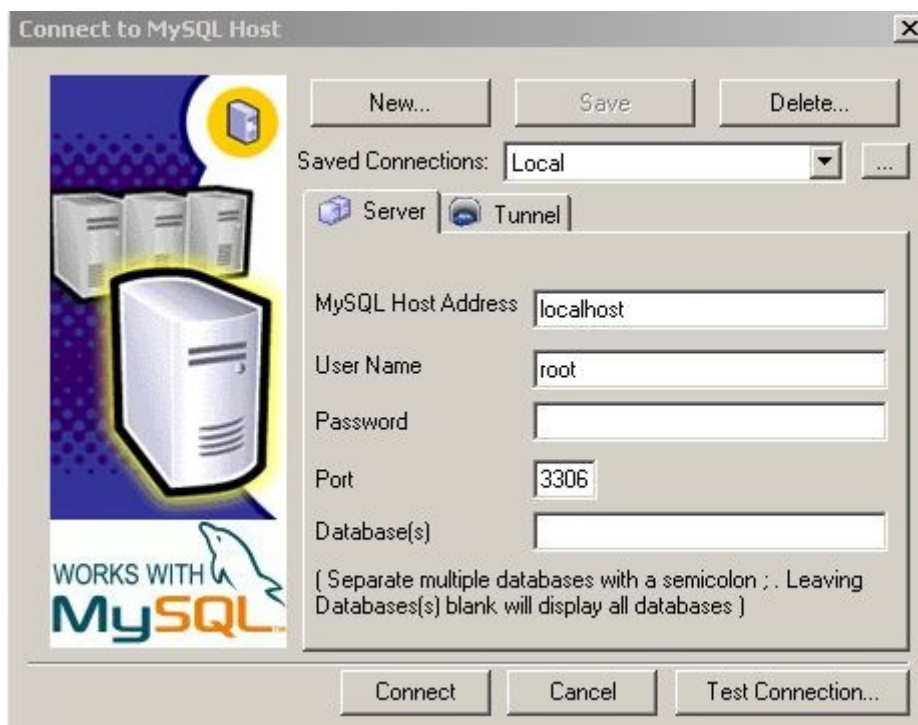 Connect to MySQL Host
New... Save Delete...
Saved Connections: Local ...
Server Tunnel
MySQL Host Address localhost
User Name root
Password
Port 3306
Database(s)
( Separate multiple databases with a semicolon ; . Leaving
Databases(s) blank will display all databases )
WORKS WITH
MySQL
Connect Cancel Test Connection...